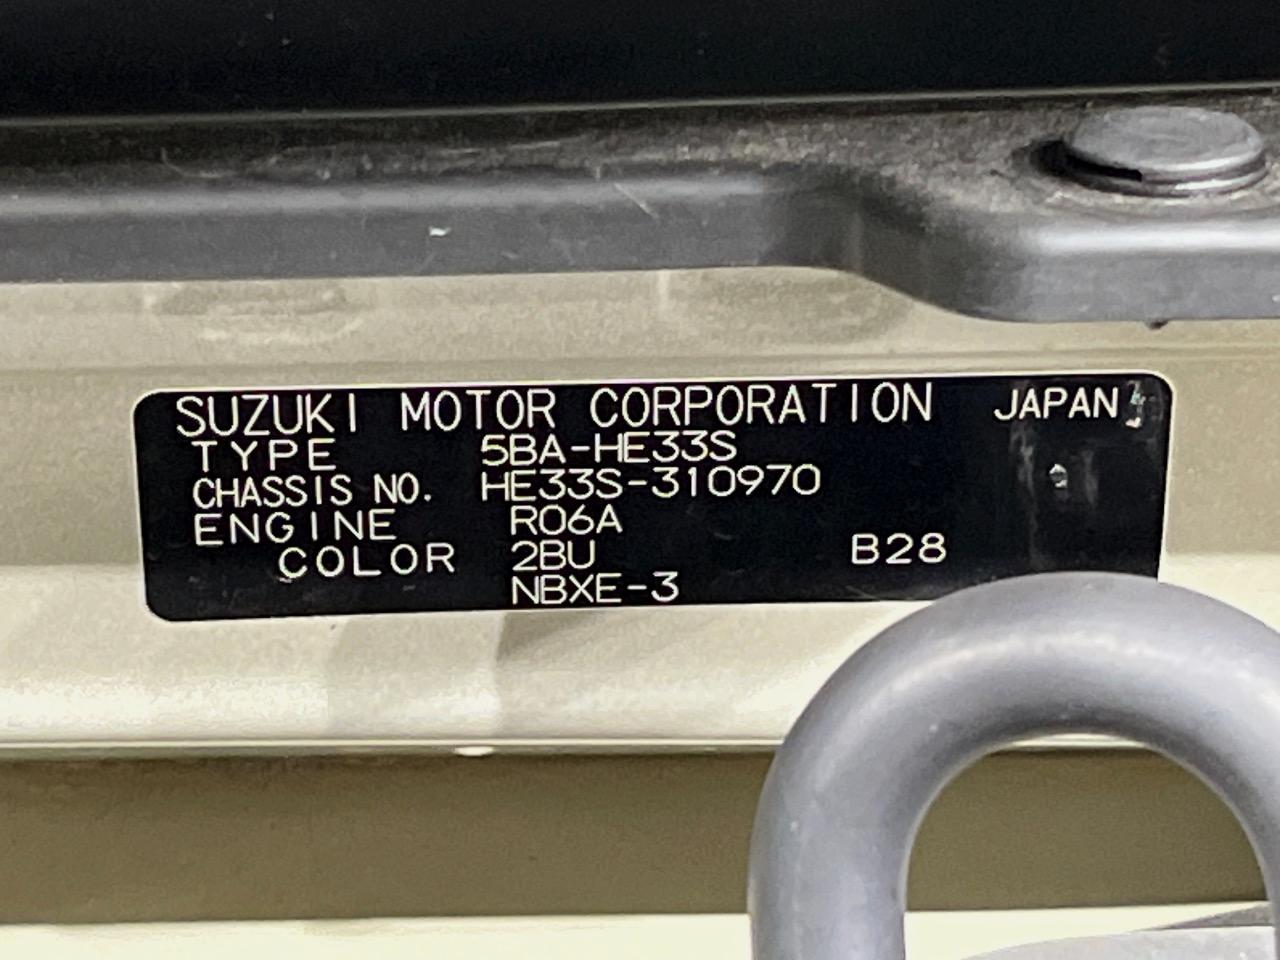 SUZUKI MOTOR CORPORATION JAPAN
TYPE 5BA-HE33S
CHASSIS NO. HE33S-310970
ENGINE R06A
COLOR 2BU B28
NBXE-3